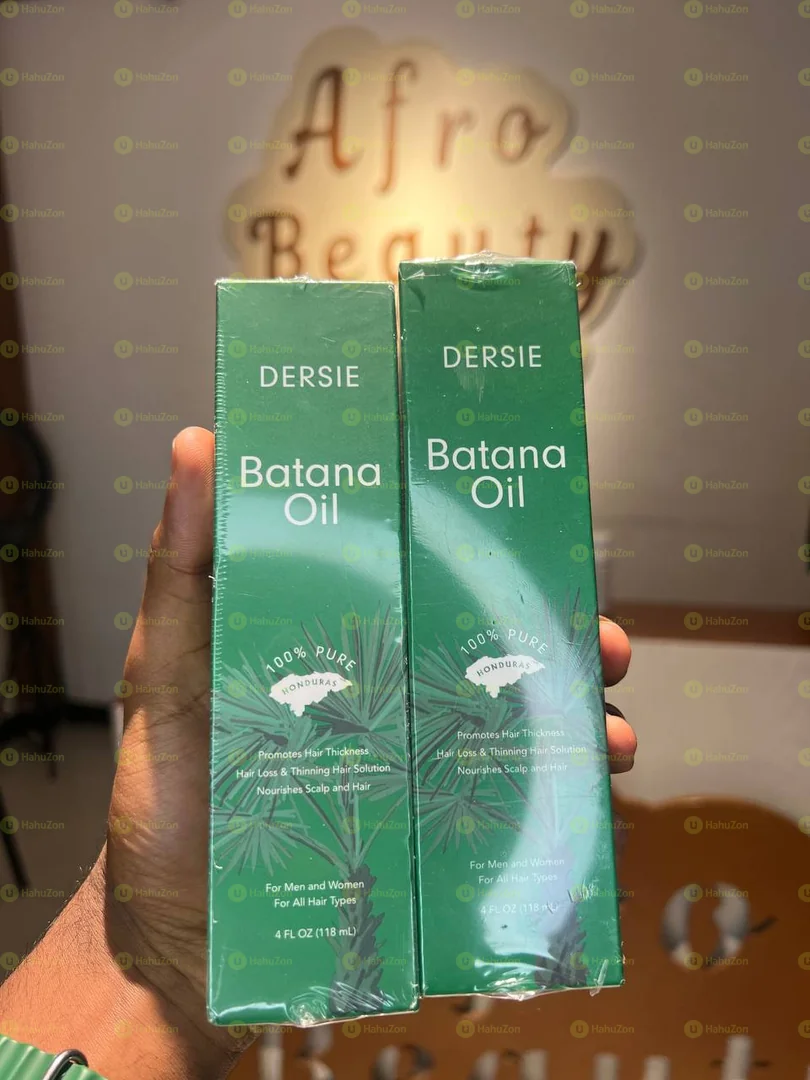 Afro
Beauty
DERSIE
Batana
Oil
100% PURE
HONDURAS
Promotes Hair Thickness
Hair Loss & Thinning Hair Solution
Nourishes Scalp and Hair
For Men and Women
For All Hair Types
4 FL OZ (118 mL)
DERSIE
Batana
Oil
100% PURE
HONDURAS
Promotes Hair Thickness
Hair Loss & Thinning Hair Solution
Nourishes Scalp and Hair
For Men and Women
For All Hair Types
4 FL OZ (118 mL)
HahuZon